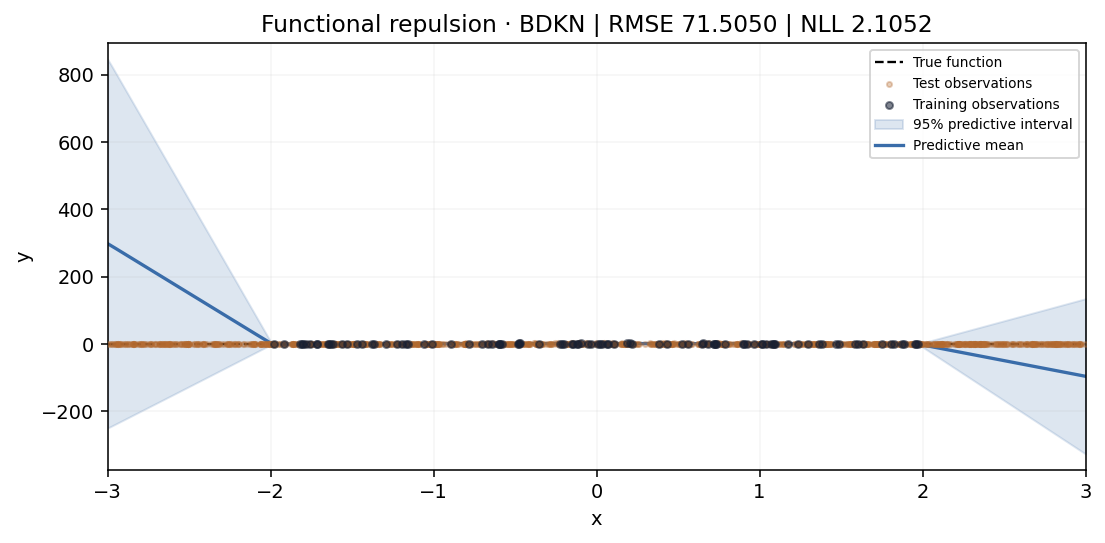 Functional repulsion · BDKN | RMSE 71.5050 | NLL 2.1052
True function
Test observations
Training observations
95% predictive interval
Predictive mean
y
800
600
400
200
0
−200
−3
−2
−1
0
1
2
3
x